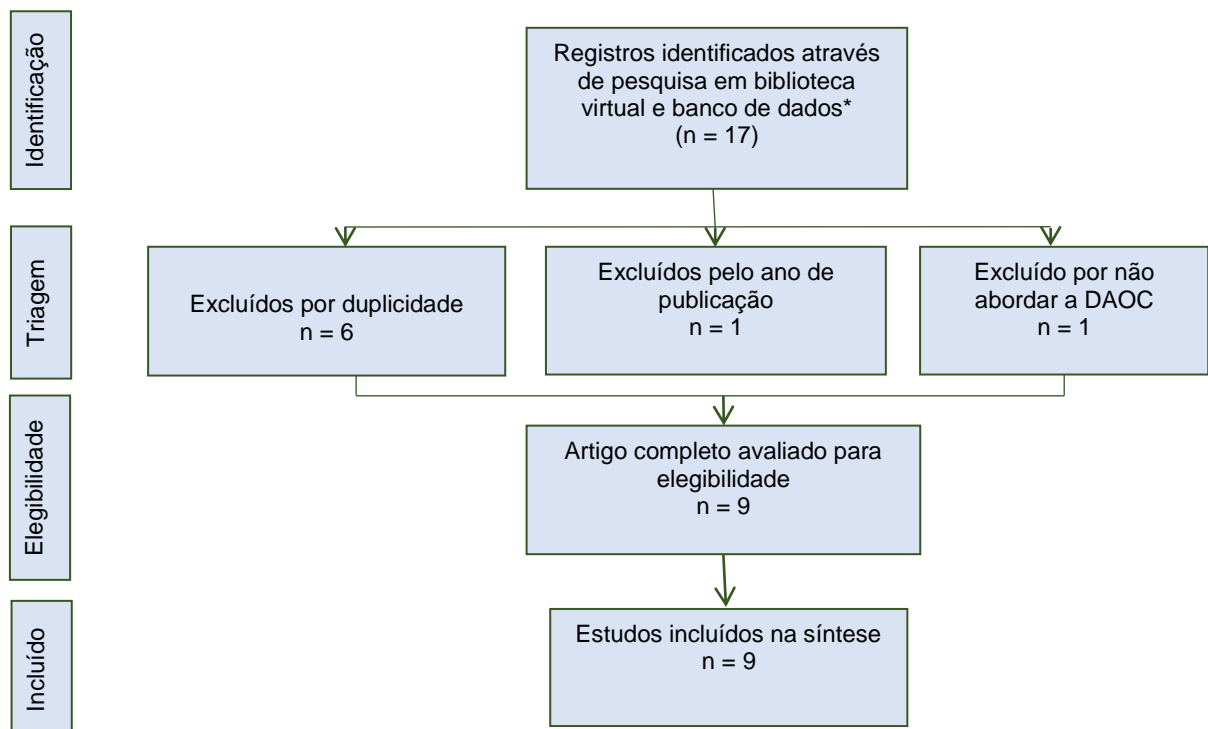 Identificação
Registros identificados através
de pesquisa em biblioteca
virtual e banco de dados*
(n = 17)
Triagem
Excluídos por duplicidade
n = 6
Excluídos pelo ano de
publicação
n = 1
Excluído por não
abordar a DAOC
n = 1
Elegibilidade
Artigo completo avaliado para
elegibilidade
n = 9
Incluído
Estudos incluídos na síntese
n = 9